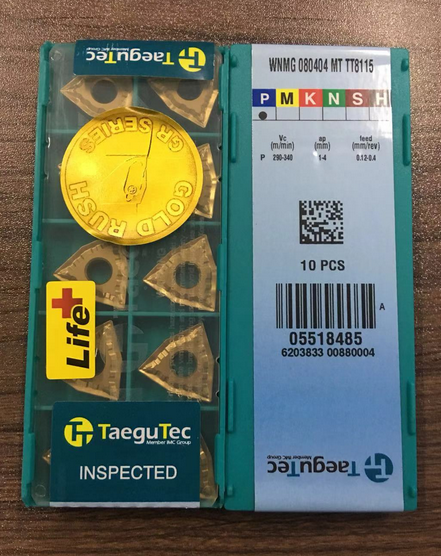 TaeguTec
Member IMC Group
GOLD RUSH
GR SERIES
Life+
TaeguTec
Member IMC Group
INSPECTED
WNMG 080404 MT TT8115
P M K N S H
Vc ap feed
(m/min) (mm) (mm/rev)
P 290-340 1-4 0.12-0.4
10 PCS
A
05518485
6203833 00880004
TaeguTec
Member IMC Group